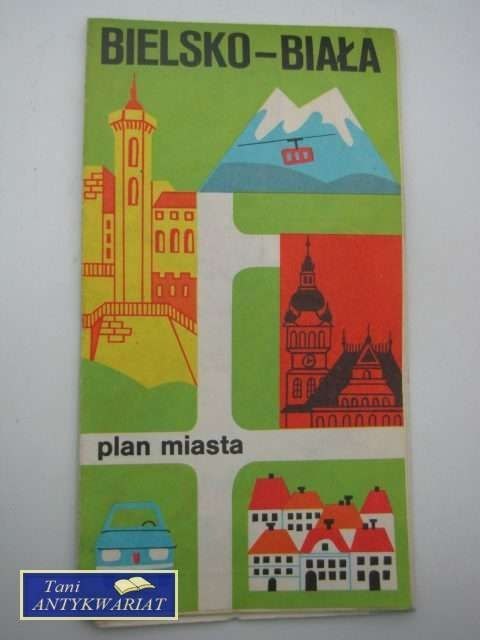 BIELSKO-BIAŁA
plan miasta
Tani
ANTYKWARIAT